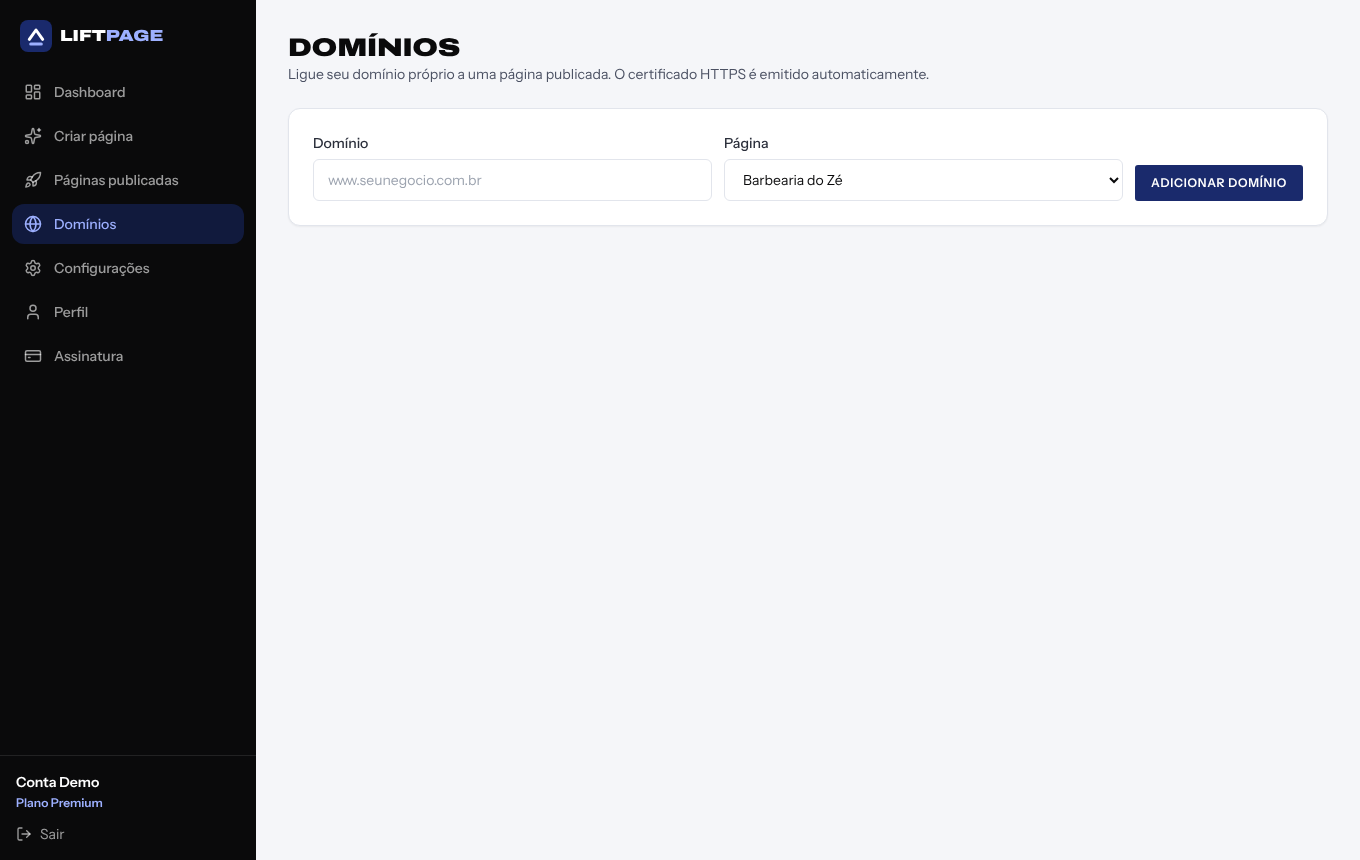 LIFTPAGE
Dashboard
Criar página
Páginas publicadas
Domínios
Configurações
Perfil
Assinatura
Conta Demo
Plano Premium
Sair
DOMÍNIOS
Ligue seu domínio próprio a uma página publicada. O certificado HTTPS é emitido automaticamente.
Domínio
www.seunegocio.com.br
Página
Barbearia do Zé
ADICIONAR DOMÍNIO